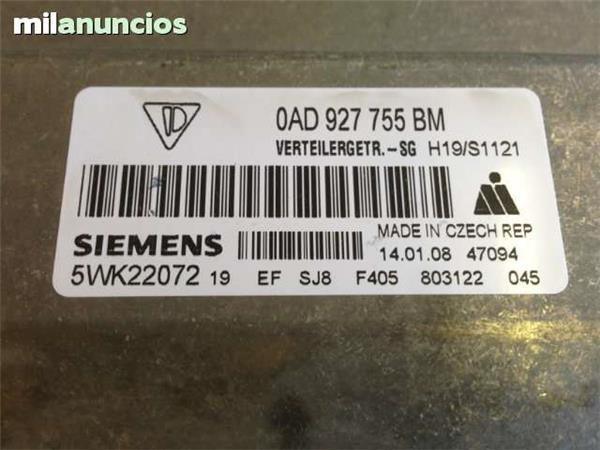 milanuncios
0AD 927 755 BM
VERTEILERGETR.-SG H19/S1121
MADE IN CZECH REP
SIEMENS 14.01.08 47094
5WK22072 19 EF SJ8 F405 803122 045